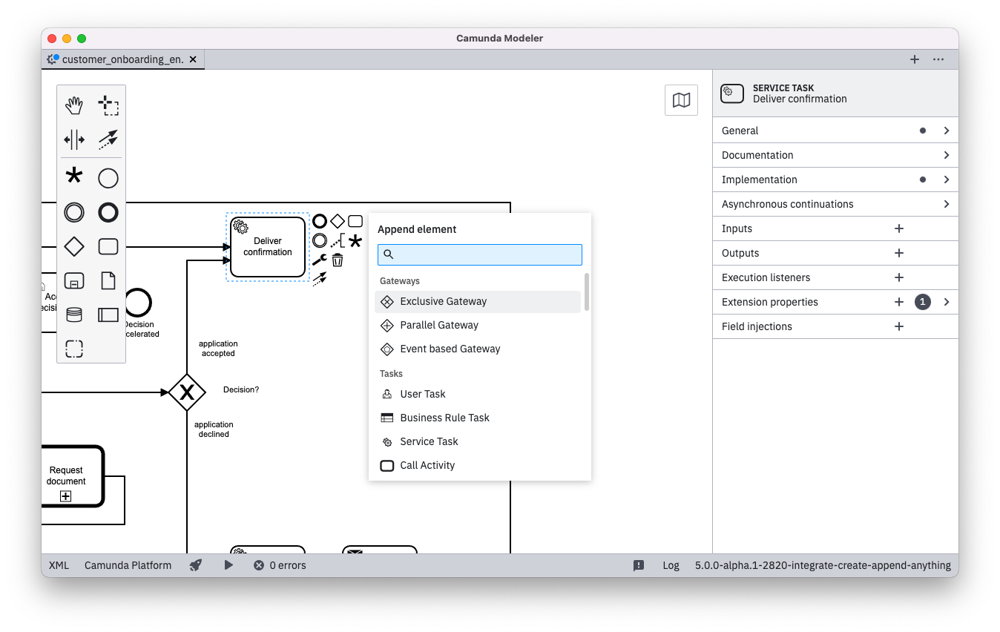 Camunda Modeler
customer_onboarding_en.
SERVICE TASK
Deliver confirmation
General
Documentation
Implementation
Asynchronous continuations
Inputs
Outputs
Execution listeners
Extension properties
1
Field injections
Deliver
confirmation
Append element
Gateways
Exclusive Gateway
Parallel Gateway
Event based Gateway
Tasks
User Task
Business Rule Task
Service Task
Call Activity
Acc
ecisi
Decision
celerated
application
accepted
X
Decision?
application
declined
Request
document
XML
Camunda Platform
0 errors
Log
5.0.0-alpha.1-2820-integrate-create-append-anything